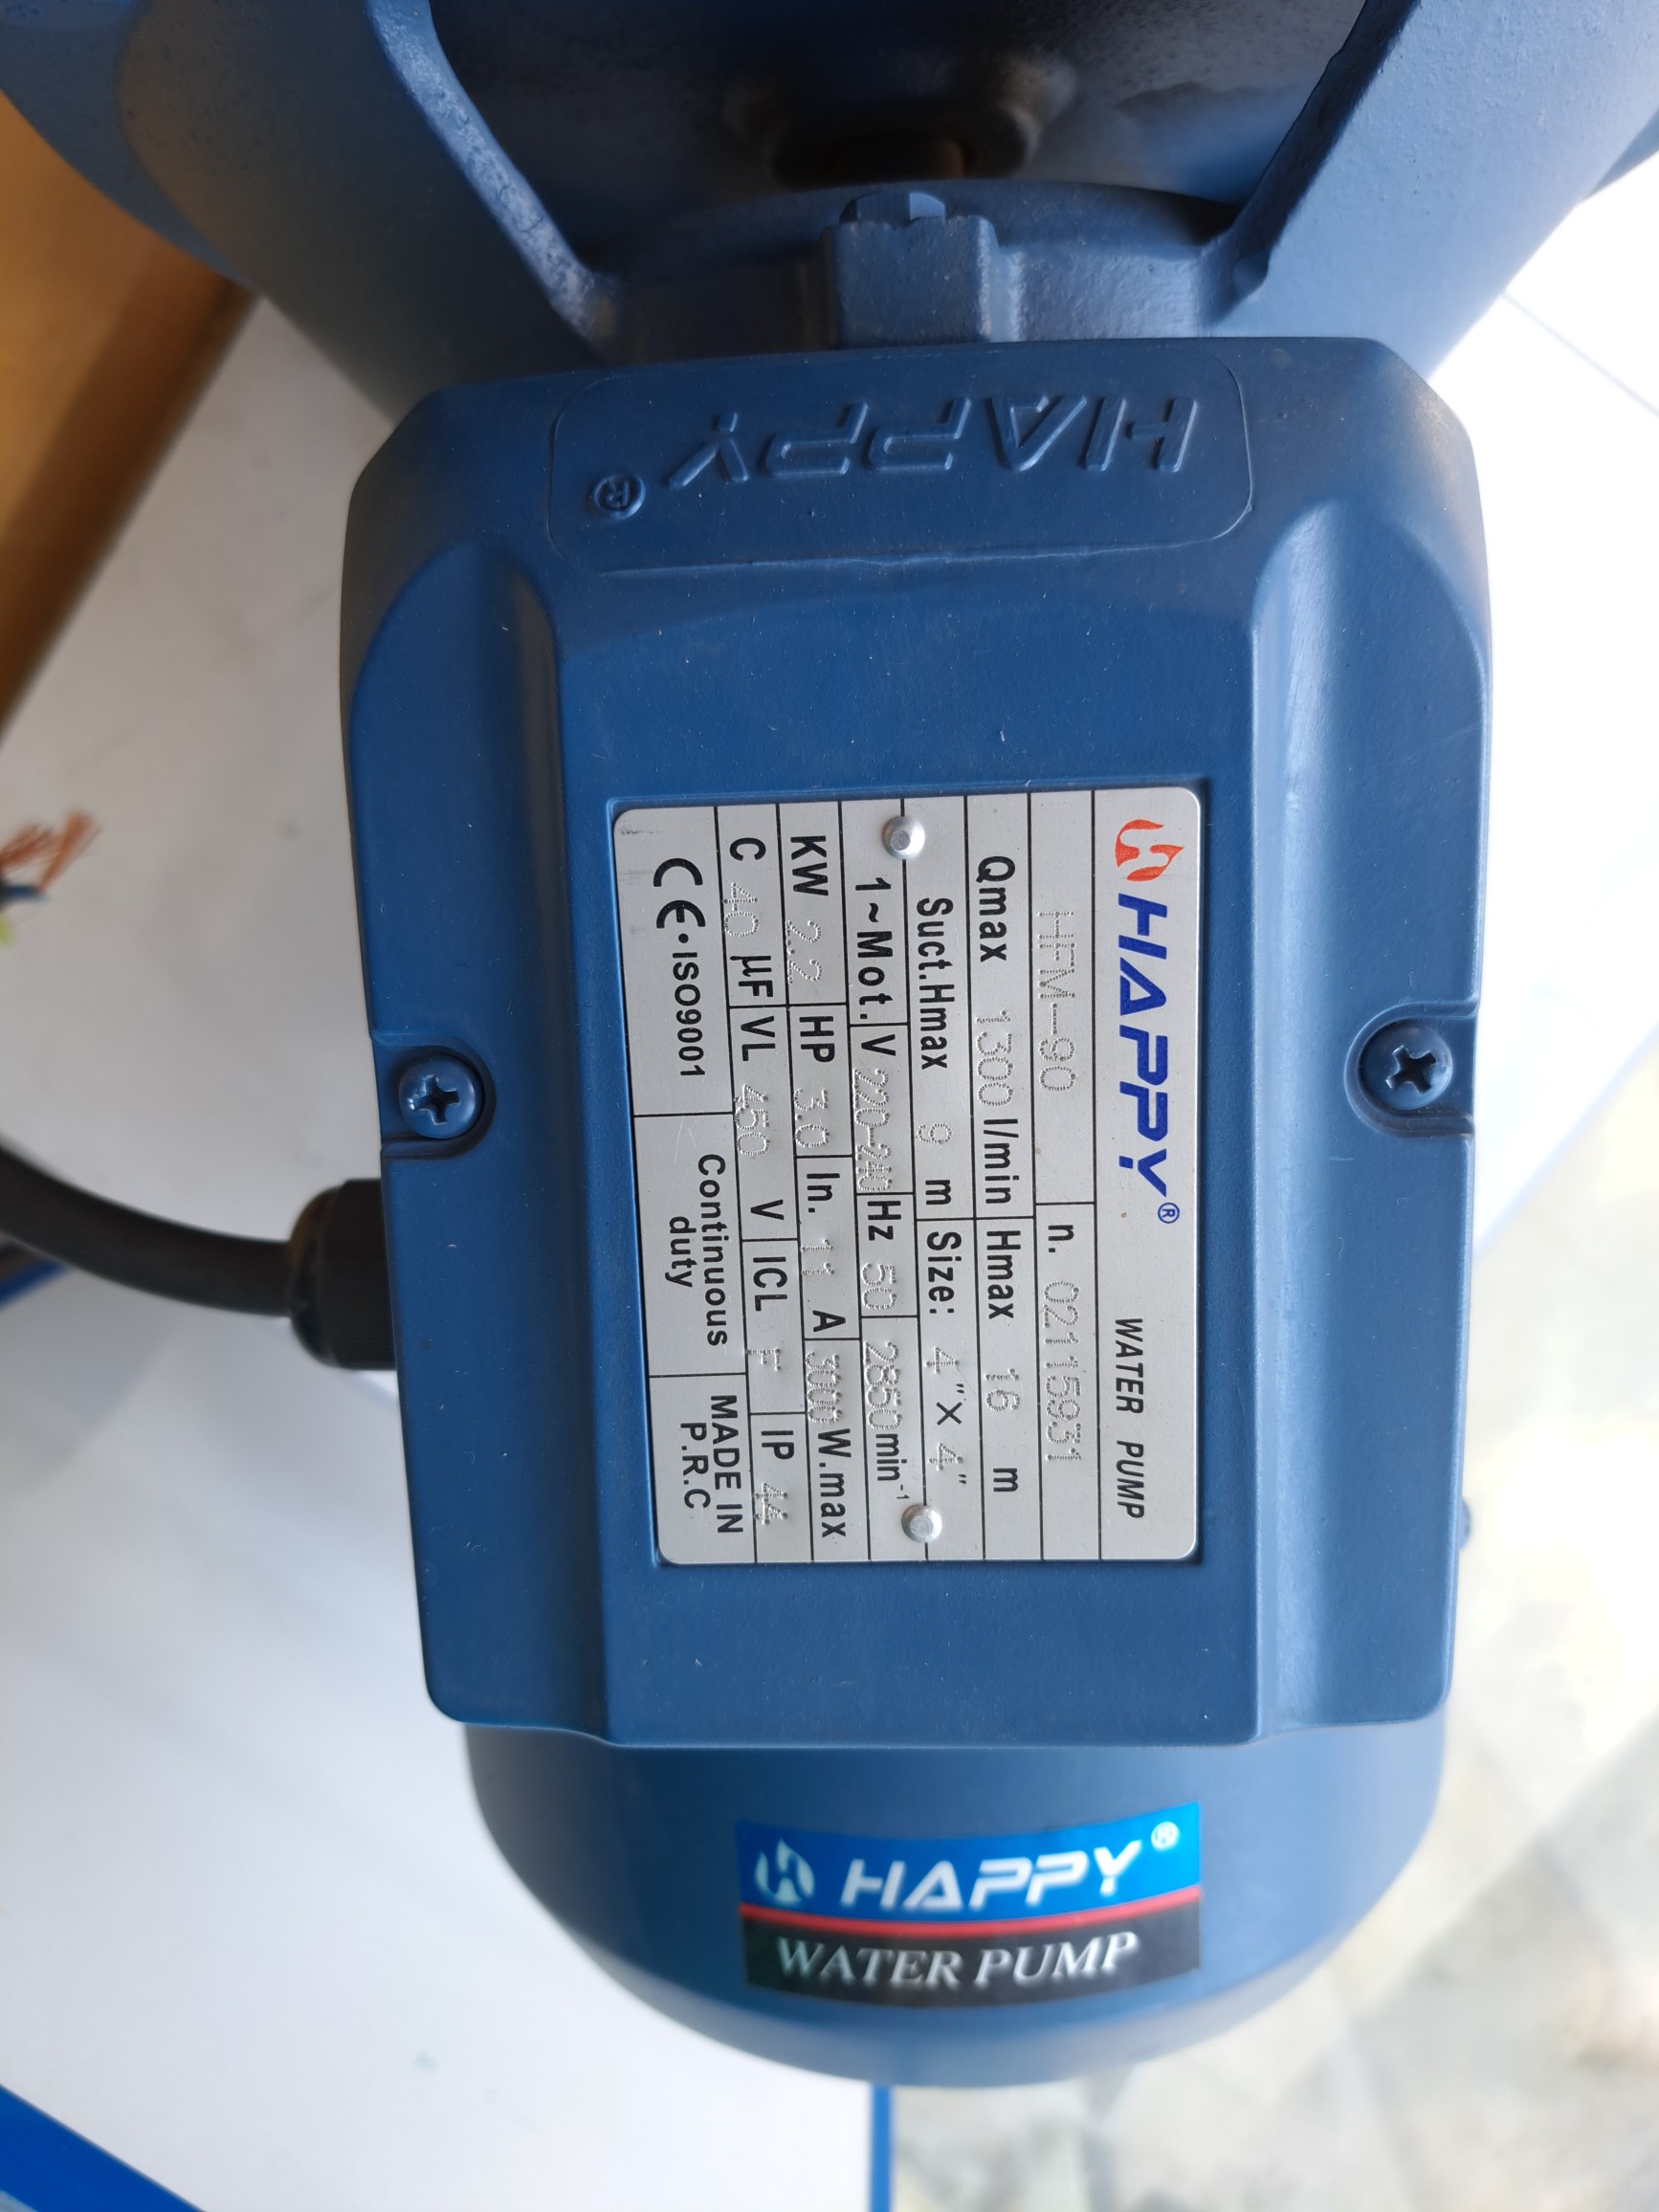 HAPPY®
HAPPY® WATER PUMP
HFM-90 n. 02115931
Qmax 1300 l/min Hmax 16 m
Suct.Hmax 9 m Size: 4"×4"
1~Mot. V 220-240 Hz 50 2850 min⁻¹
KW 2.2 HP 3.0 In. 11 A 3000 W.max
C 40 µF VL 450 V ICL F IP 44
CE·ISO9001 Continuous duty MADE IN P.R.C
HAPPY®
WATER PUMP